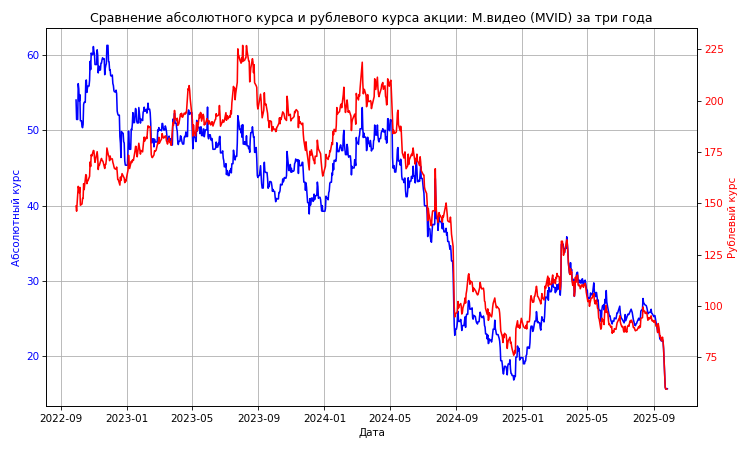 Сравнение абсолютного курса и рублевого курса акции: М.видео (MVID) за три года
Абсолютный курс
60
50
40
30
20
225
200
175
150
125
100
75
Рублевый курс
2022-09 2023-01 2023-05 2023-09 2024-01 2024-05 2024-09 2025-01 2025-05 2025-09
Дата